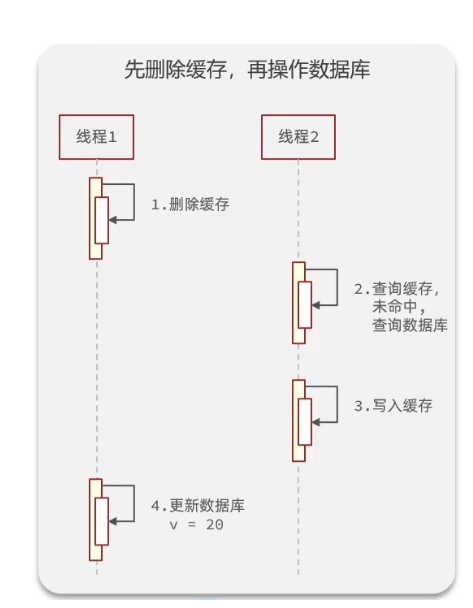 先删除缓存，再操作数据库
线程1
线程2
1.删除缓存
2.查询缓存，
未命中，
查询数据库
3.写入缓存
4.更新数据库
v = 20